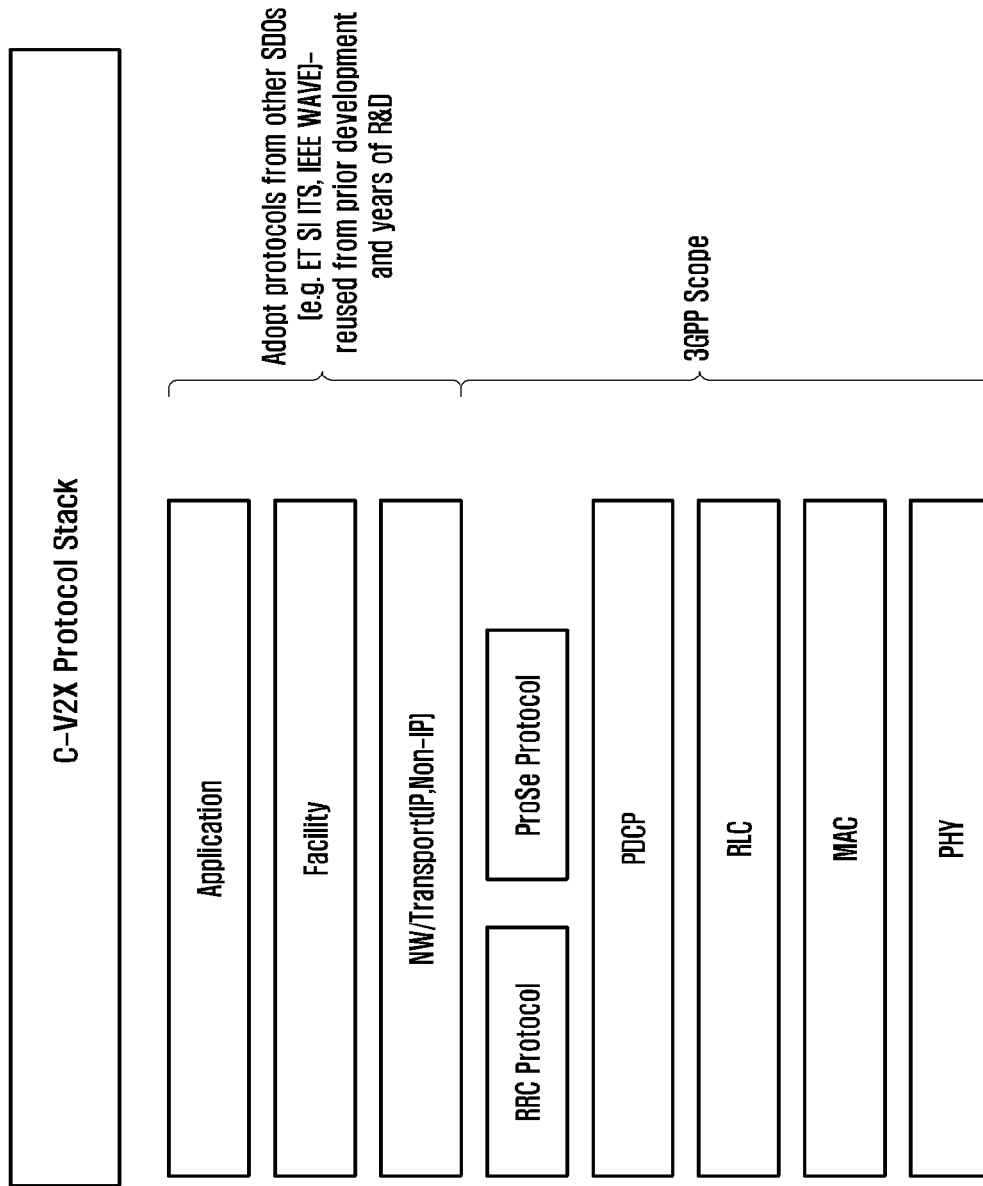 C-V2X Protocol Stack
Application
Facility
NW/Transport(IP,Non-IP)
RRC Protocol
ProSe Protocol
PDCP
RLC
MAC
PHY
Adopt protocols from other SDOs
(e.g. ET SI ITS, IEEE WAVE)-
reused from prior development
and years of R&D
3GPP Scope